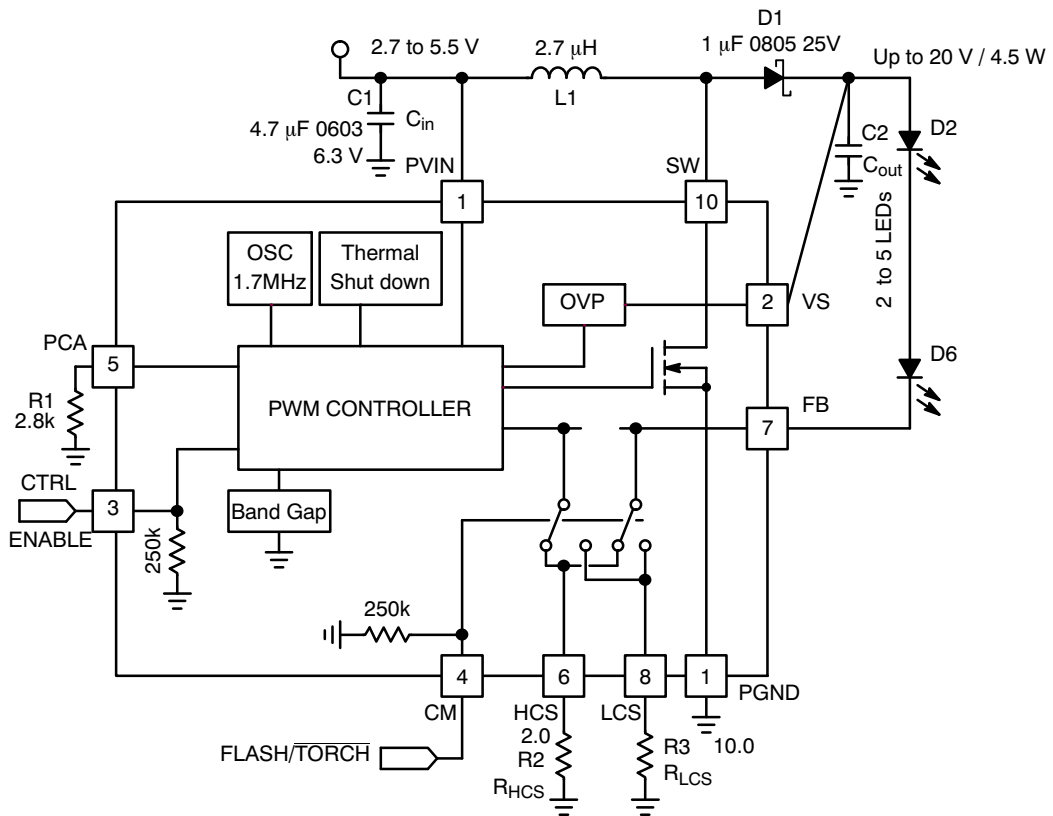 D1
2.7 to 5.5 V
2.7 μH
1 μF 0805 25V
Up to 20 V / 4.5 W
C1
L1
4.7 μF 0603
C_in
6.3 V
C2
C_out
D2
PVIN
SW
1
10
OSC
1.7MHz
Thermal
Shut down
OVP
2
VS
2 to 5 LEDs
PCA
5
R1
2.8k
PWM CONTROLLER
D6
FB
7
CTRL
3
ENABLE
Band Gap
250k
250k
4
6
8
1
PGND
CM
HCS
LCS
2.0
R2
R_HCS
R3
10.0
R_LCS
FLASH/T̅O̅R̅C̅H̅